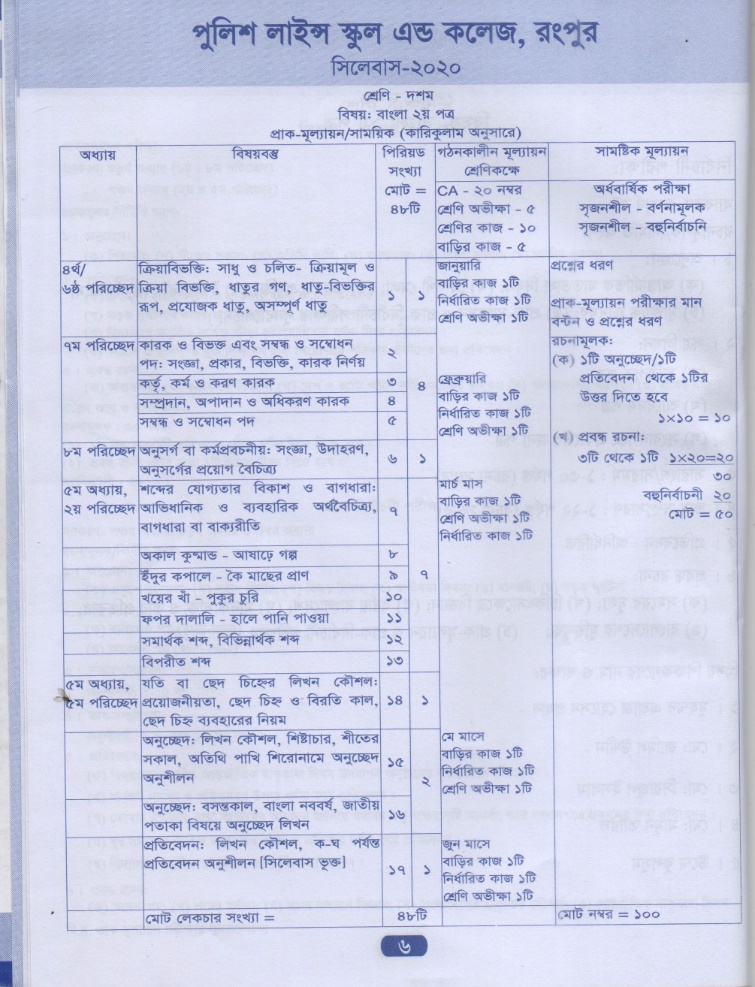 পুলিশ লাইন্স স্কুল এন্ড কলেজ, রংপুর
সিলেবাস-২০২০
শ্রেণি - দশম
বিষয়: বাংলা ২য় পত্র
প্রাক-মূল্যায়ন/সাময়িক (কারিকুলাম অনুসারে)
অধ্যায়
বিষয়বস্তু
পিরিয়ড
সংখ্যা
মোট =
৪৮টি
গঠনকালীন মূল্যায়ন
শ্রেণিকক্ষে
CA - ২০ নম্বর
শ্রেণি অভীক্ষা - ৫
শ্রেণির কাজ - ১০
বাড়ির কাজ - ৫
সামষ্টিক মূল্যায়ন
অর্ধবার্ষিক পরীক্ষা
সৃজনশীল - বর্ণনামূলক
সৃজনশীল - বহুনির্বাচনি
৪র্থ/
৬ষ্ঠ পরিচ্ছেদ
ক্রিয়াবিভক্তি: সাধু ও চলিত- ক্রিয়ামূল ও
ক্রিয়া বিভক্তি, ধাতুর গণ, ধাতু-বিভক্তির
রূপ, প্রযোজক ধাতু, অসম্পূর্ণ ধাতু
১
১
জানুয়ারি
বাড়ির কাজ ১টি
নির্ধারিত কাজ ১টি
শ্রেণি অভীক্ষা ১টি
প্রশ্নের ধরণ
প্রাক-মূল্যায়ন পরীক্ষার মান
বন্টন ও প্রশ্নের ধরণ
রচনামূলক:
(ক) ১টি অনুচ্ছেদ/১টি
প্রতিবেদন থেকে ১টির
উত্তর দিতে হবে
১×১০ = ১০
(খ) প্রবন্ধ রচনা:
৩টি থেকে ১টি ১×২০=২০
৩০
বহুনির্বাচনী ২০
মোট = ৫০
৭ম পরিচ্ছেদ
কারক ও বিভক্ত এবং সম্বন্ধ ও সম্বোধন
পদ: সংজ্ঞা, প্রকার, বিভক্তি, কারক নির্ণয়
২
কর্তৃ, কর্ম ও করণ কারক
৩
৪
সম্প্রদান, অপাদান ও অধিকরণ কারক
৪
সম্বন্ধ ও সম্বোধন পদ
৫
ফেব্রুয়ারি
বাড়ির কাজ ১টি
নির্ধারিত কাজ ১টি
শ্রেণি অভীক্ষা ১টি
৮ম পরিচ্ছেদ
অনুসর্গ বা কর্মপ্রবচনীয়: সংজ্ঞা, উদাহরণ,
অনুসর্গের প্রয়োগ বৈচিত্র্য
৬
১
৫ম অধ্যায়,
২য় পরিচ্ছেদ
শব্দের যোগ্যতার বিকাশ ও বাগধারা:
আভিধানিক ও ব্যবহারিক অর্থবৈচিত্র্য,
বাগধারা বা বাক্যরীতি
৭
মার্চ মাস
বাড়ির কাজ ১টি
শ্রেণি অভীক্ষা ১টি
নির্ধারিত কাজ ১টি
অকাল কুষ্মান্ড - আষাঢ়ে গল্প
৮
ইঁদুর কপালে - কৈ মাছের প্রাণ
৯
৭
খয়ের খাঁ - পুকুর চুরি
১০
ফপর দালালি - হালে পানি পাওয়া
১১
সমার্থক শব্দ, বিভিন্নার্থক শব্দ
১২
বিপরীত শব্দ
১৩
৫ম অধ্যায়,
৫ম পরিচ্ছেদ
যতি বা ছেদ চিহ্নের লিখন কৌশল:
প্রয়োজনীয়তা, ছেদ চিহ্ন ও বিরতি কাল,
ছেদ চিহ্ন ব্যবহারের নিয়ম
১৪
১
অনুচ্ছেদ: লিখন কৌশল, শিষ্টাচার, শীতের
সকাল, অতিথি পাখি শিরোনামে অনুচ্ছেদ
অনুশীলন
১৫
২
মে মাসে
বাড়ির কাজ ১টি
নির্ধারিত কাজ ১টি
শ্রেণি অভীক্ষা ১টি
অনুচ্ছেদ: বসন্তকাল, বাংলা নববর্ষ, জাতীয়
পতাকা বিষয়ে অনুচ্ছেদ লিখন
১৬
প্রতিবেদন: লিখন কৌশল, ক-ঘ পর্যন্ত
প্রতিবেদন অনুশীলন [সিলেবাস ভূক্ত]
১৭
১
জুন মাসে
বাড়ির কাজ ১টি
নির্ধারিত কাজ ১টি
শ্রেণি অভীক্ষা ১টি
মোট লেকচার সংখ্যা =
৪৮টি
মোট নম্বর = ১০০
৬